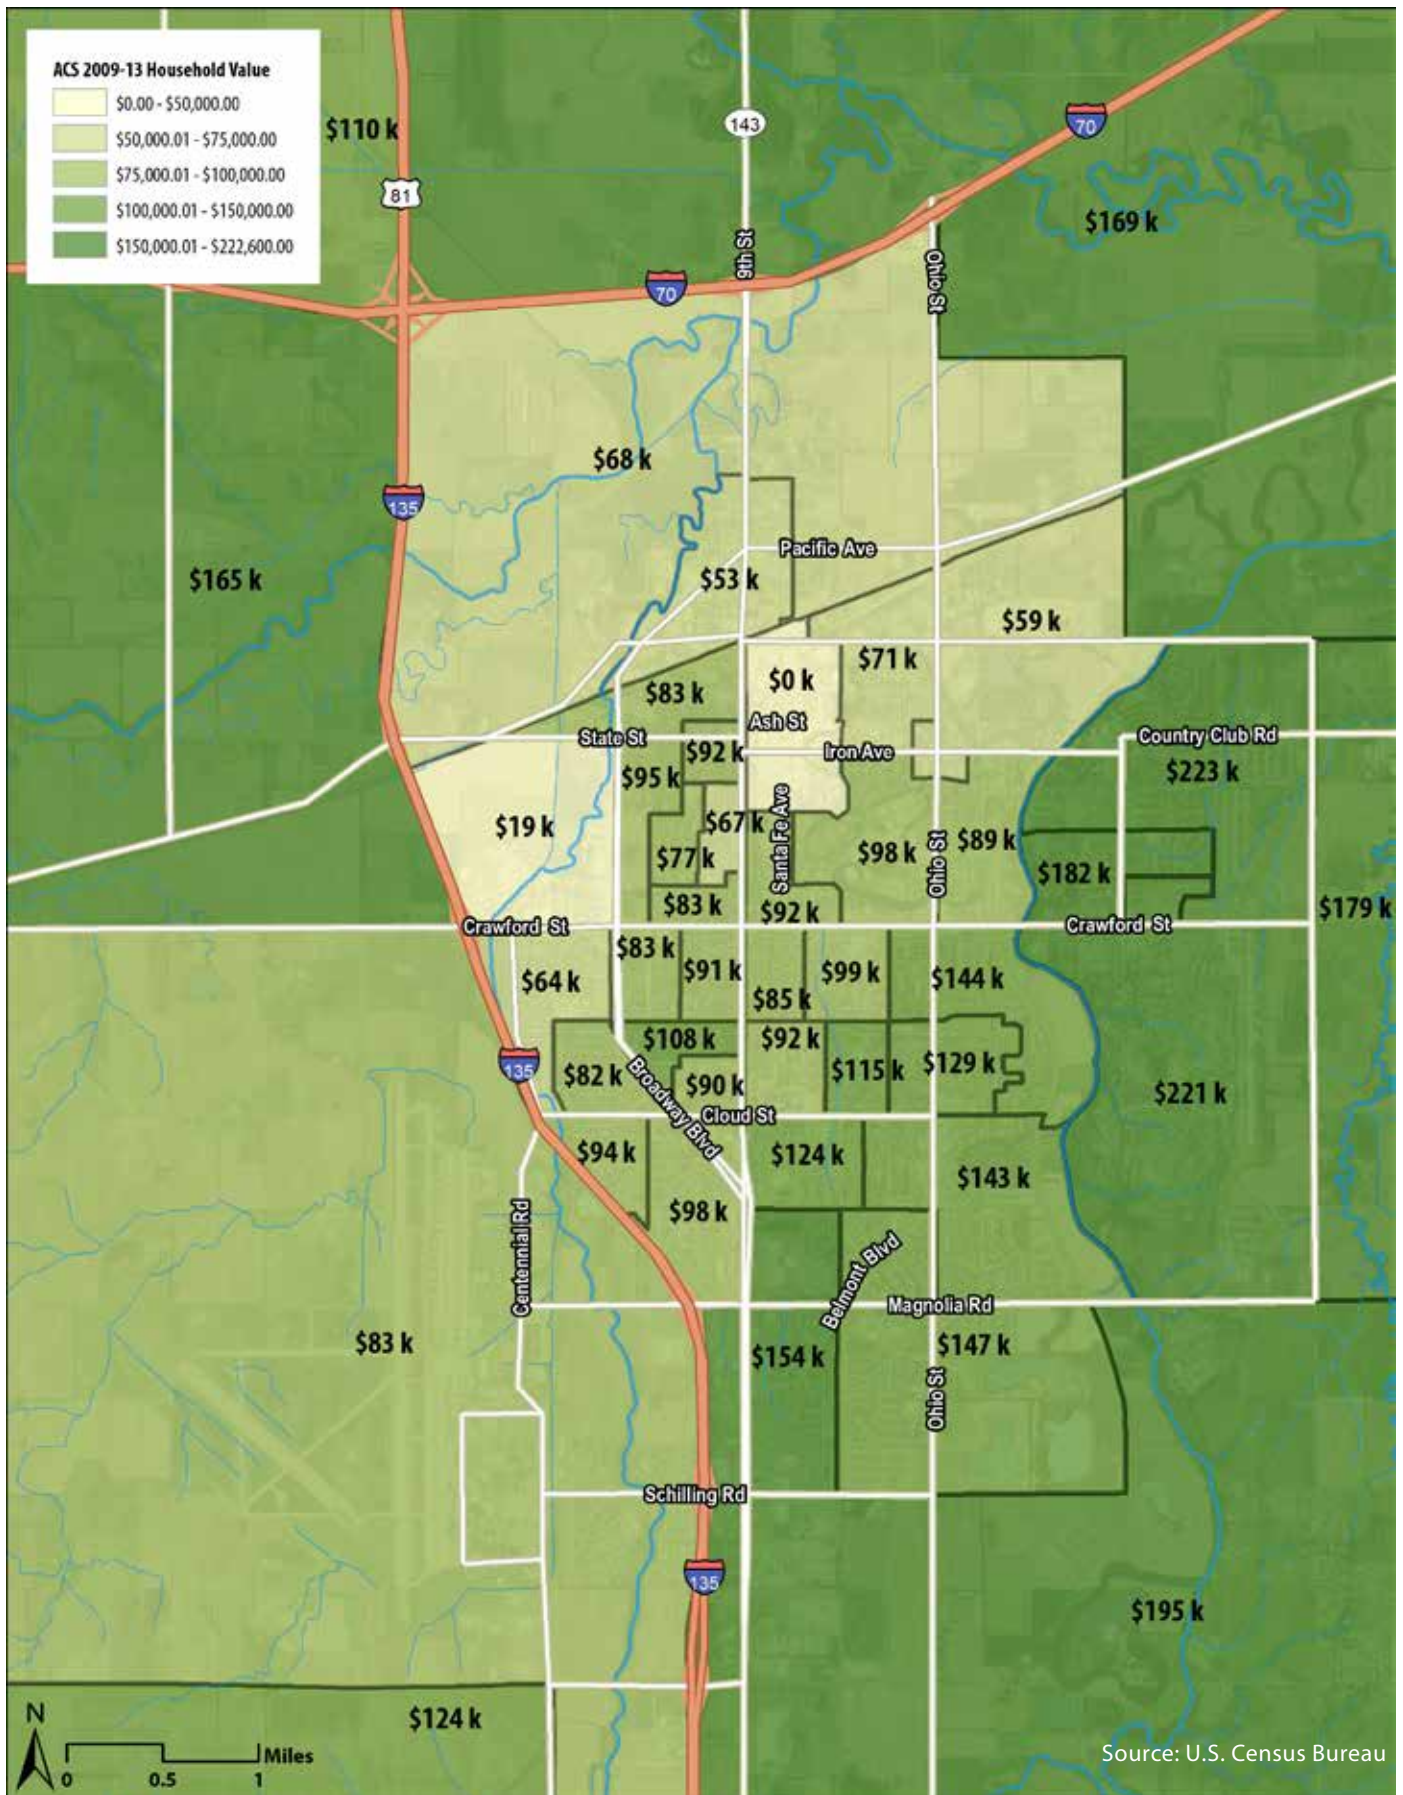 ACS 2009-13 Household Value
$0.00 - $50,000.00
$50,000.01 - $75,000.00
$75,000.01 - $100,000.00
$100,000.01 - $150,000.00
$150,000.01 - $222,600.00
$110 k
143
70
81
$169 k
9th St
Ohio St
70
$68 k
135
Pacific Ave
$53 k
$165 k
$59 k
$71 k
$0 k
$83 k
Ash St
State St
Country Club Rd
$92 k
Iron Ave
$95 k
$223 k
$19 k
$67 k
Santa Fe Ave
$77 k
$98 k
Ohio St
$89 k
$182 k
$83 k
$92 k
$179 k
Crawford St
Crawford St
$83 k
$91 k
$99 k
$64 k
$85 k
$144 k
$108 k
$92 k
135
$82 k
$90 k
$115 k
$129 k
Broadway Blvd
$221 k
Cloud St
$94 k
$124 k
$143 k
$98 k
Centennial Rd
Belmont Blvd
Magnolia Rd
$83 k
$154 k
$147 k
Ohio St
Schilling Rd
135
$195 k
$124 k
N
Miles
0 0.5 1
Source: U.S. Census Bureau